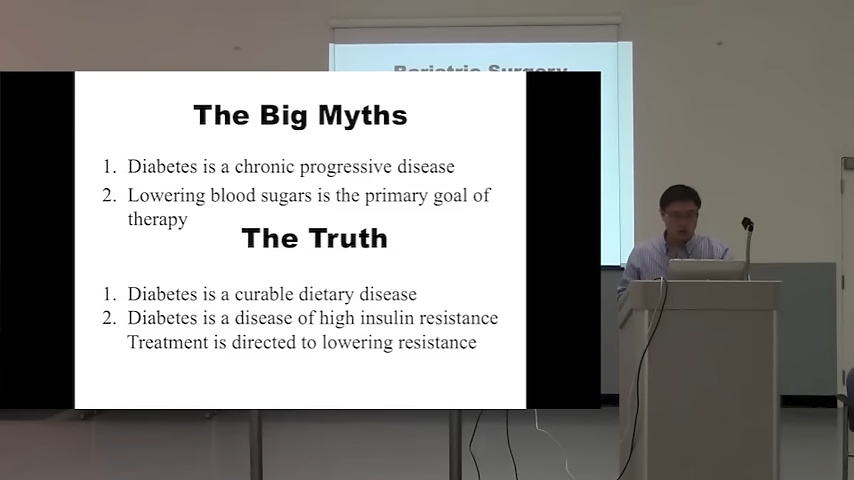 Bariatric Surgery
The Big Myths
1. Diabetes is a chronic progressive disease
2. Lowering blood sugars is the primary goal of
therapy
The Truth
1. Diabetes is a curable dietary disease
2. Diabetes is a disease of high insulin resistance
Treatment is directed to lowering resistance